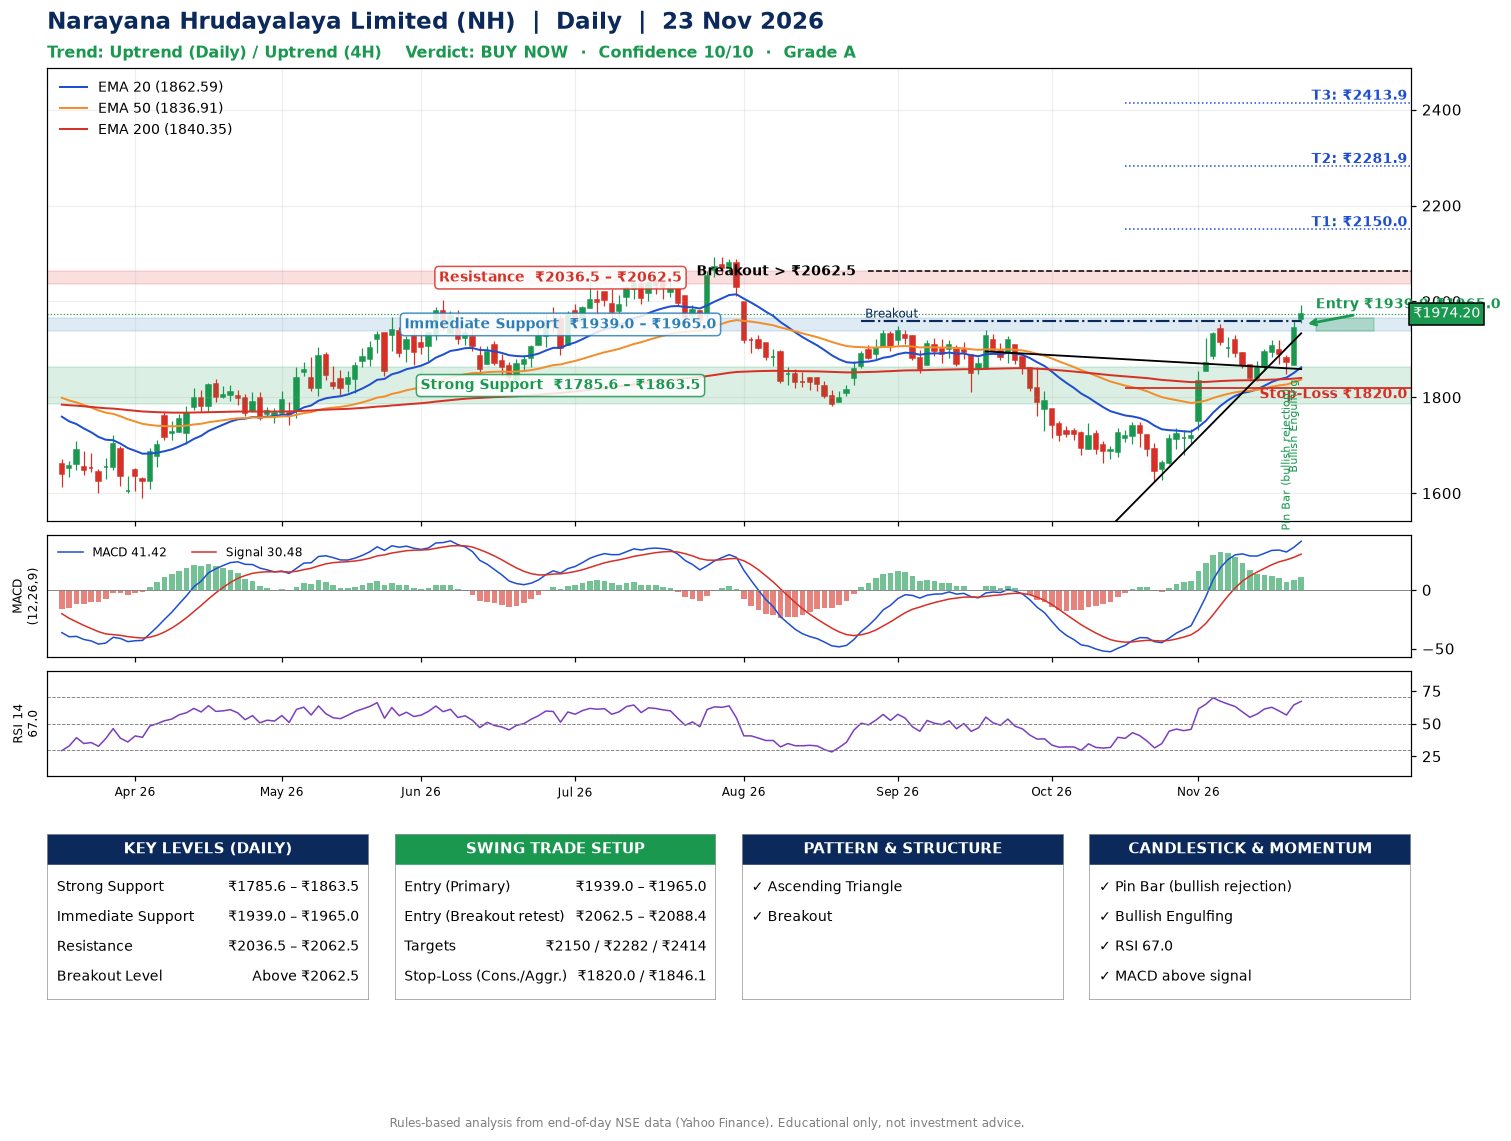 Narayana Hrudayalaya Limited (NH) | Daily | 23 Nov 2026
Trend: Uptrend (Daily) / Uptrend (4H) Verdict: BUY NOW · Confidence 10/10 · Grade A
EMA 20 (1862.59)
EMA 50 (1836.91)
EMA 200 (1840.35)
T3: ₹2413.9
2400
T2: ₹2281.9
2200
T1: ₹2150.0
Resistance ₹2036.5 – ₹2062.5
Breakout > ₹2062.5
2000
Entry ₹1939.0–₹1965.0
₹1974.20
Breakout
Immediate Support ₹1939.0 – ₹1965.0
Strong Support ₹1785.6 – ₹1863.5
Stop-Loss ₹1820.0
1800
Pin Bar (bullish rejection)
Bullish Engulfing
1600
MACD 41.42
Signal 30.48
MACD
(12,26,9)
0
−50
RSI 14
67.0
75
50
25
Apr 26
May 26
Jun 26
Jul 26
Aug 26
Sep 26
Oct 26
Nov 26
KEY LEVELS (DAILY)
Strong Support ₹1785.6 – ₹1863.5
Immediate Support ₹1939.0 – ₹1965.0
Resistance ₹2036.5 – ₹2062.5
Breakout Level Above ₹2062.5
SWING TRADE SETUP
Entry (Primary) ₹1939.0 – ₹1965.0
Entry (Breakout retest) ₹2062.5 – ₹2088.4
Targets ₹2150 / ₹2282 / ₹2414
Stop-Loss (Cons./Aggr.) ₹1820.0 / ₹1846.1
PATTERN & STRUCTURE
✓ Ascending Triangle
✓ Breakout
CANDLESTICK & MOMENTUM
✓ Pin Bar (bullish rejection)
✓ Bullish Engulfing
✓ RSI 67.0
✓ MACD above signal
Rules-based analysis from end-of-day NSE data (Yahoo Finance). Educational only, not investment advice.